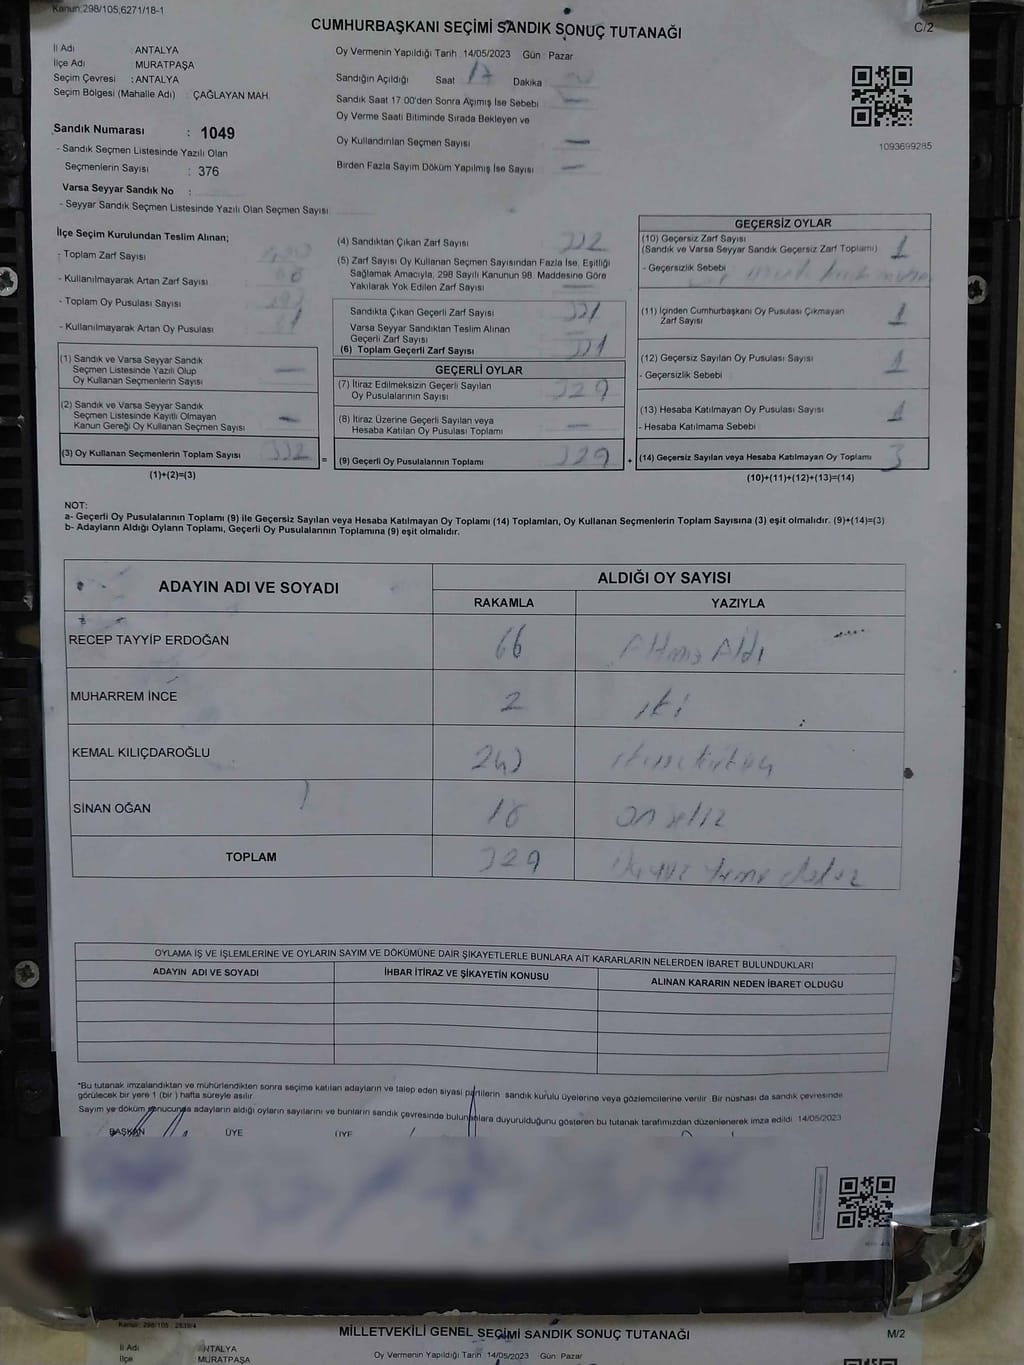 Kanun:298/105,6271/18-1
CUMHURBAŞKANI SEÇİMİ SANDIK SONUÇ TUTANAĞI
C/2
İl Adı : ANTALYA
İlçe Adı : MURATPAŞA
Seçim Çevresi : ANTALYA
Seçim Bölgesi (Mahalle Adı) : ÇAĞLAYAN MAH.
Oy Vermenin Yapıldığı Tarih :14/05/2023 Gün :Pazar
Sandığın Açıldığı Saat 17 Dakika
Sandık Saat 17:00'den Sonra Açımış İse Sebebi —
Oy Verme Saati Bitiminde Sırada Bekleyen ve
Oy Kullandırılan Seçmen Sayısı —
Birden Fazla Sayım Döküm Yapılmış İse Sayısı —
1093699285
Sandık Numarası : 1049
- Sandık Seçmen Listesinde Yazılı Olan
Seçmenlerin Sayısı : 376
Varsa Seyyar Sandık No :
- Seyyar Sandık Seçmen Listesinde Yazılı Olan Seçmen Sayısı
İlçe Seçim Kurulundan Teslim Alınan;
- Toplam Zarf Sayısı
- Kullanılmayarak Artan Zarf Sayısı
- Toplam Oy Pusulası Sayısı
- Kullanılmayarak Artan Oy Pusulası
(1) Sandık ve Varsa Seyyar Sandık
Seçmen Listesinde Yazılı Olup
Oy Kullanan Seçmenlerin Sayısı —
(2) Sandık ve Varsa Seyyar Sandık
Seçmen Listesinde Kayıtlı Olmayan
Kanun Gereği Oy Kullanan Seçmen Sayısı —
(3) Oy Kullanan Seçmenlerin Toplam Sayısı 332
(1)+(2)=(3)
(4) Sandıktan Çıkan Zarf Sayısı 332
(5) Zarf Sayısı Oy Kullanan Seçmen Sayısından Fazla İse, Eşitliği
Sağlamak Amacıyla, 298 Sayılı Kanunun 98. Maddesine Göre
Yakılarak Yok Edilen Zarf Sayısı —
Sandıkta Çıkan Geçerli Zarf Sayısı 331
Varsa Seyyar Sandıktan Teslim Alınan
Geçerli Zarf Sayısı
(6) Toplam Geçerli Zarf Sayısı 331
GEÇERLİ OYLAR
(7) İtiraz Edilmeksizin Geçerli Sayılan
Oy Pusulalarının Sayısı 329
(8) İtiraz Üzerine Geçerli Sayılan veya
Hesaba Katılan Oy Pusulası Toplamı —
= (9) Geçerli Oy Pusulalarının Toplamı 329
GEÇERSİZ OYLAR
(10) Geçersiz Zarf Sayısı
(Sandık ve Varsa Seyyar Sandık Geçersiz Zarf Toplamı) 1
- Geçersizlik Sebebi
(11) İçinden Cumhurbaşkanı Oy Pusulası Çıkmayan
Zarf Sayısı 1
(12) Geçersiz Sayılan Oy Pusulası Sayısı 1
- Geçersizlik Sebebi
(13) Hesaba Katılmayan Oy Pusulası Sayısı 1
- Hesaba Katılmama Sebebi
+ (14) Geçersiz Sayılan veya Hesaba Katılmayan Oy Toplamı 3
(10)+(11)+(12)+(13)=(14)
NOT:
a- Geçerli Oy Pusulalarının Toplamı (9) ile Geçersiz Sayılan veya Hesaba Katılmayan Oy Toplamı (14) Toplamları, Oy Kullanan Seçmenlerin Toplam Sayısına (3) eşit olmalıdır. (9)+(14)=(3)
b- Adayların Aldığı Oyların Toplamı, Geçerli Oy Pusulalarının Toplamına (9) eşit olmalıdır.
ADAYIN ADI VE SOYADI
ALDIĞI OY SAYISI
RAKAMLA YAZIYLA
RECEP TAYYİP ERDOĞAN 66 Altmış Altı
MUHARREM İNCE 2 iki
KEMAL KILIÇDAROĞLU 243 ikiyüzkırküç
SİNAN OĞAN 18 on sekiz
TOPLAM 329 Üçyüz yirmi dokuz
OYLAMA İŞ VE İŞLEMLERİNE VE OYLARIN SAYIM VE DÖKÜMÜNE DAİR ŞİKAYETLERLE BUNLARA AİT KARARLARIN NELERDEN İBARET BULUNDUKLARI
ADAYIN ADI VE SOYADI İHBAR İTİRAZ VE ŞİKAYETİN KONUSU ALINAN KARARIN NEDEN İBARET OLDUĞU
*Bu tutanak imzalandıktan ve mühürlendikten sonra seçime katılan adayların ve talep eden siyasi partilerin sandık kurulu üyelerine veya gözlemcilerine verilir. Bir nüshası da sandık çevresinde
görülecek bir yere 1 (bir ) hafta süreyle asılır.
Sayım ve döküm sonucunda adayların aldığı oyların sayılarını ve bunların sandık çevresinde bulunanlara duyurulduğunu gösteren bu tutanak tarafımızdan düzenlenerek imza edildi. 14/05/2023
BAŞKAN ÜYE ÜYE
Kanun: 298/105, 2839/4
MİLLETVEKİLİ GENEL SEÇİMİ SANDIK SONUÇ TUTANAĞI
M/2
İl Adı : ANTALYA
İlçe : MURATPAŞA
Oy Vermenin Yapıldığı Tarih :14/05/2023 Gün :Pazar